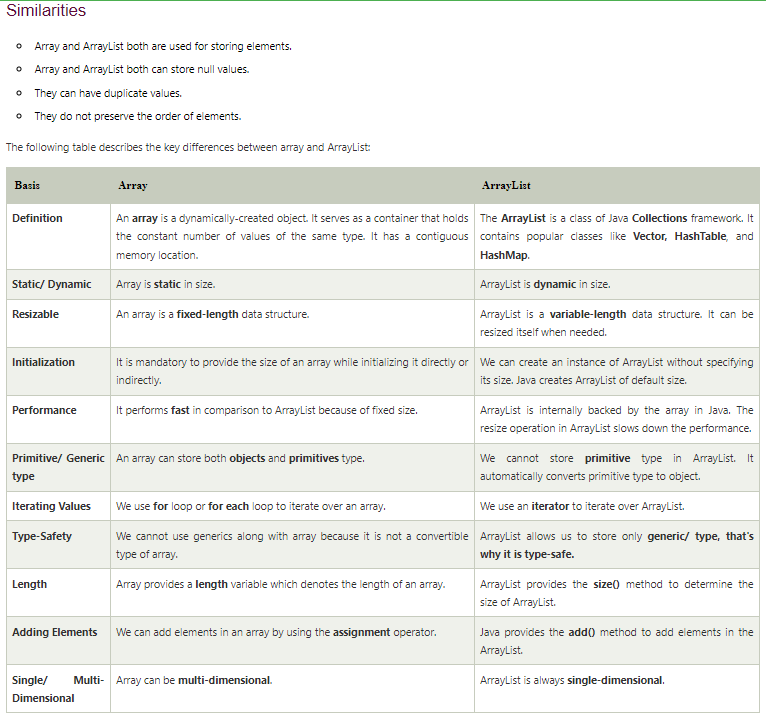 Similarities
Array and ArrayList both are used for storing elements.
Array and ArrayList both can store null values.
They can have duplicate values.
They do not preserve the order of elements.
The following table describes the key differences between array and ArrayList:
Basis Array ArrayList
Definition An array is a dynamically-created object. It serves as a container that holds The ArrayList is a class of Java Collections framework. It
the constant number of values of the same type. It has a contiguous contains popular classes like Vector, HashTable, and
memory location. HashMap.
Static/ Dynamic Array is static in size. ArrayList is dynamic in size.
Resizable An array is a fixed-length data structure. ArrayList is a variable-length data structure. It can be
resized itself when needed.
Initialization It is mandatory to provide the size of an array while initializing it directly or We can create an instance of ArrayList without specifying
indirectly. its size. Java creates ArrayList of default size.
Performance It performs fast in comparison to ArrayList because of fixed size. ArrayList is internally backed by the array in Java. The
resize operation in ArrayList slows down the performance.
Primitive/ Generic An array can store both objects and primitives type. We cannot store primitive type in ArrayList. It
type automatically converts primitive type to object.
Iterating Values We use for loop or for each loop to iterate over an array. We use an iterator to iterate over ArrayList.
Type-Safety We cannot use generics along with array because it is not a convertible ArrayList allows us to store only generic/ type, that's
type of array. why it is type-safe.
Length Array provides a length variable which denotes the length of an array. ArrayList provides the size() method to determine the
size of ArrayList.
Adding Elements We can add elements in an array by using the assignment operator. Java provides the add() method to add elements in the
ArrayList.
Single/ Multi- Array can be multi-dimensional. ArrayList is always single-dimensional.
Dimensional